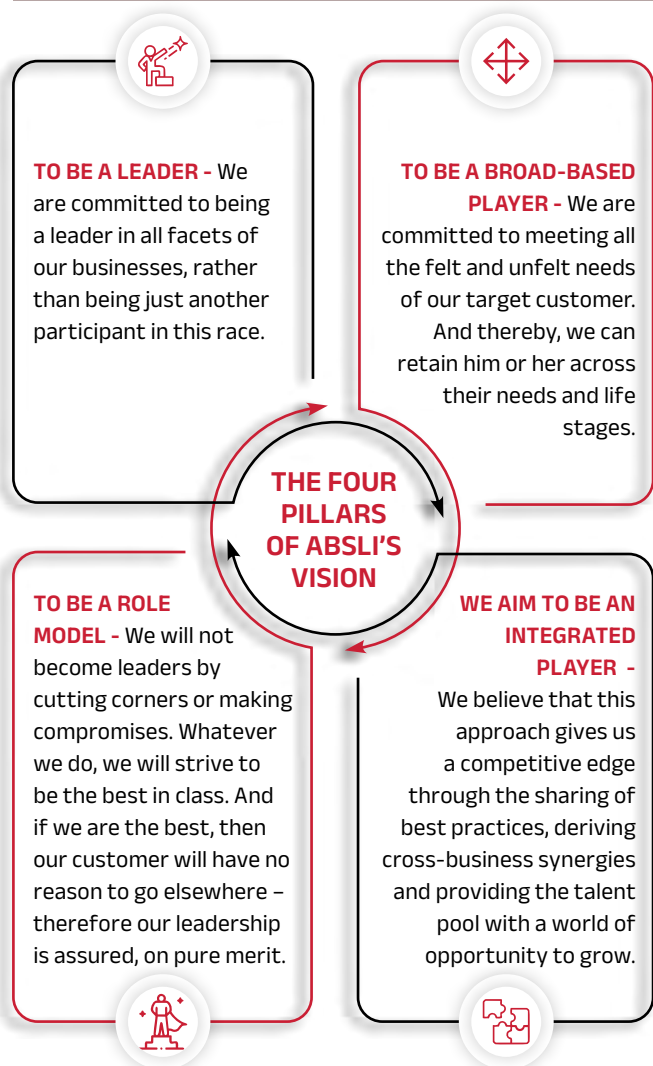 TO BE A LEADER - We
are committed to being
a leader in all facets of
our businesses, rather
than being just another
participant in this race.
TO BE A BROAD-BASED
PLAYER - We are
committed to meeting all
the felt and unfelt needs
of our target customer.
And thereby, we can
retain him or her across
their needs and life
stages.
THE FOUR
PILLARS
OF ABSLI’S
VISION
TO BE A ROLE
MODEL - We will not
become leaders by
cutting corners or making
compromises. Whatever
we do, we will strive to
be the best in class. And
if we are the best, then
our customer will have no
reason to go elsewhere –
therefore our leadership
is assured, on pure merit.
WE AIM TO BE AN
INTEGRATED
PLAYER -
We believe that this
approach gives us
a competitive edge
through the sharing of
best practices, deriving
cross-business synergies
and providing the talent
pool with a world of
opportunity to grow.